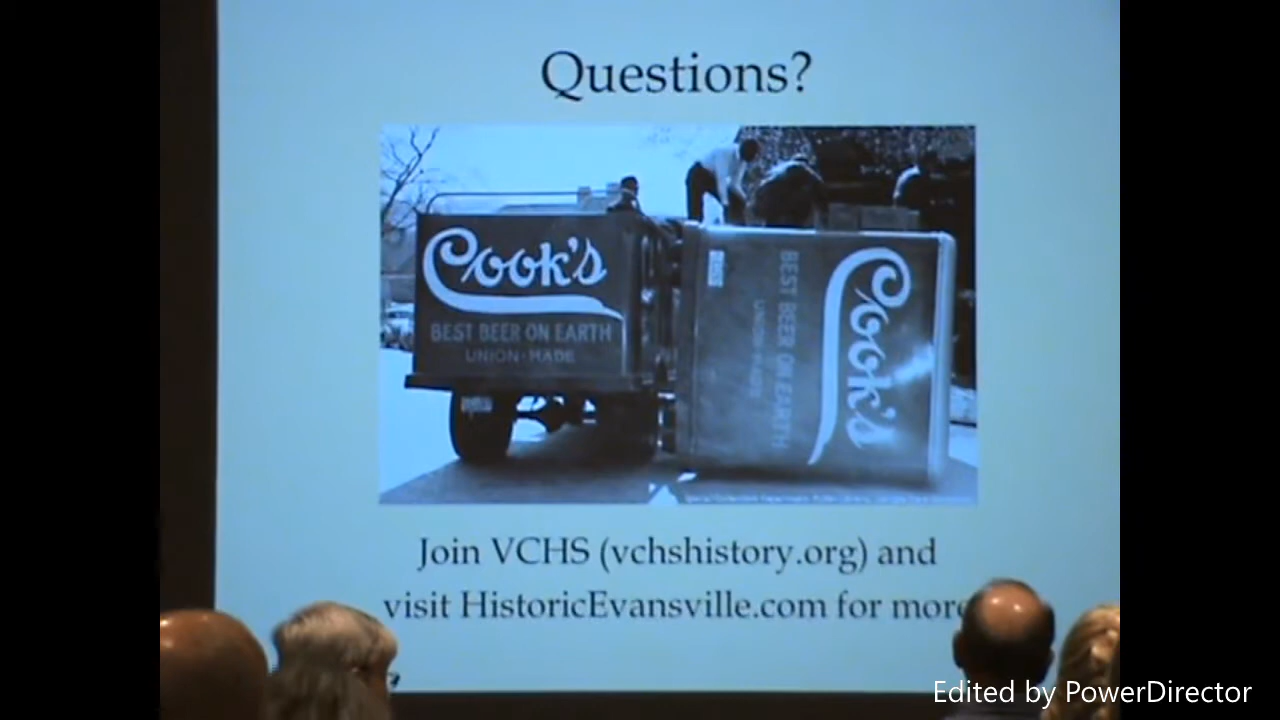 Questions?
Cook's
BEST BEER ON EARTH
UNION-MADE
BEST BEER ON EARTH
Cook's
Join VCHS (vchshistory.org) and
visit HistoricEvansville.com for more
Edited by PowerDirector